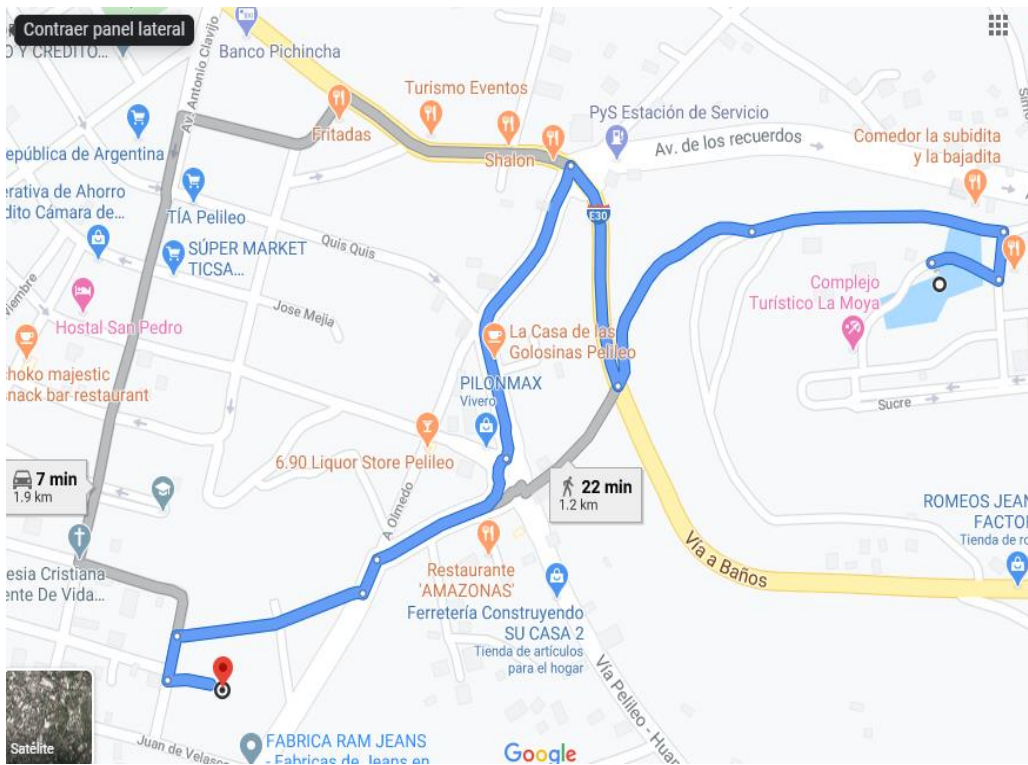 Contraer panel lateral
O Y CRÉDITO...
Banco Pichincha
Av. Antonio Clavijo
Turismo Eventos
PyS Estación de Servicio
Av. de los recuerdos
Comedor la subidita
y la bajadita
Fritadas
Shalon
República de Argentina
erativa de Ahorro
dito Cámara de...
TÍA Pelileo
E30
SÚPER MARKET
TICSA...
Quis Quis
Complejo
Turístico La Moya
Hostal San Pedro
Jose Mejia
La Casa de las
Golosinas Pelileo
choko majestic
snack bar restaurant
PILONMAX
Vivero
Sucre
6.90 Liquor Store Pelileo
7 min
1.9 km
22 min
1.2 km
ROMEOS JEAN
FACTO
Tienda de ro
A Olmedo
Vía a Baños
esia Cristiana
ente De Vida...
Restaurante
'AMAZONAS'
Ferretería Construyendo
SU CASA 2
Tienda de artículos
para el hogar
Vía Pelileo - Huam
Satélite
Juan de Velasco
FABRICA RAM JEANS
- Fabricas de Jeans en
Google